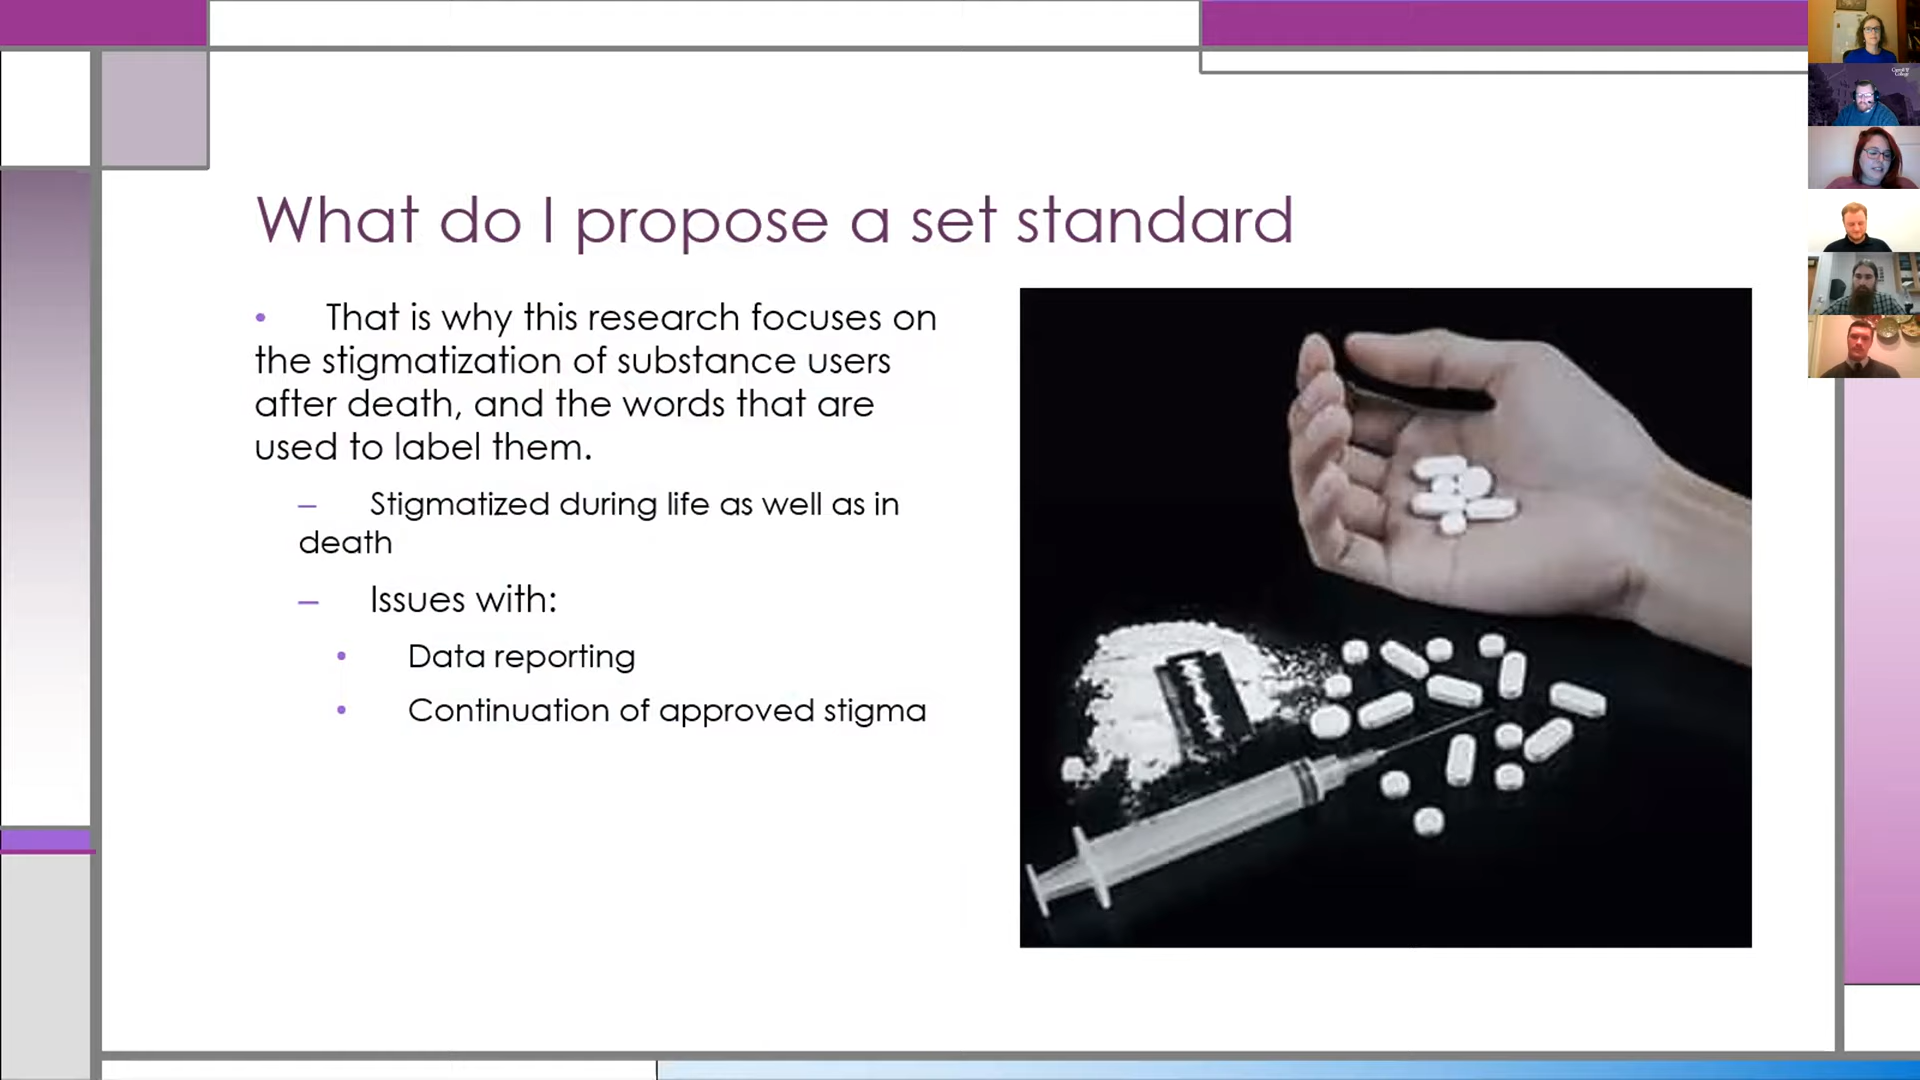 What do I propose a set standard
• That is why this research focuses on
the stigmatization of substance users
after death, and the words that are
used to label them.
– Stigmatized during life as well as in
death
– Issues with:
• Data reporting
• Continuation of approved stigma
Carroll
College